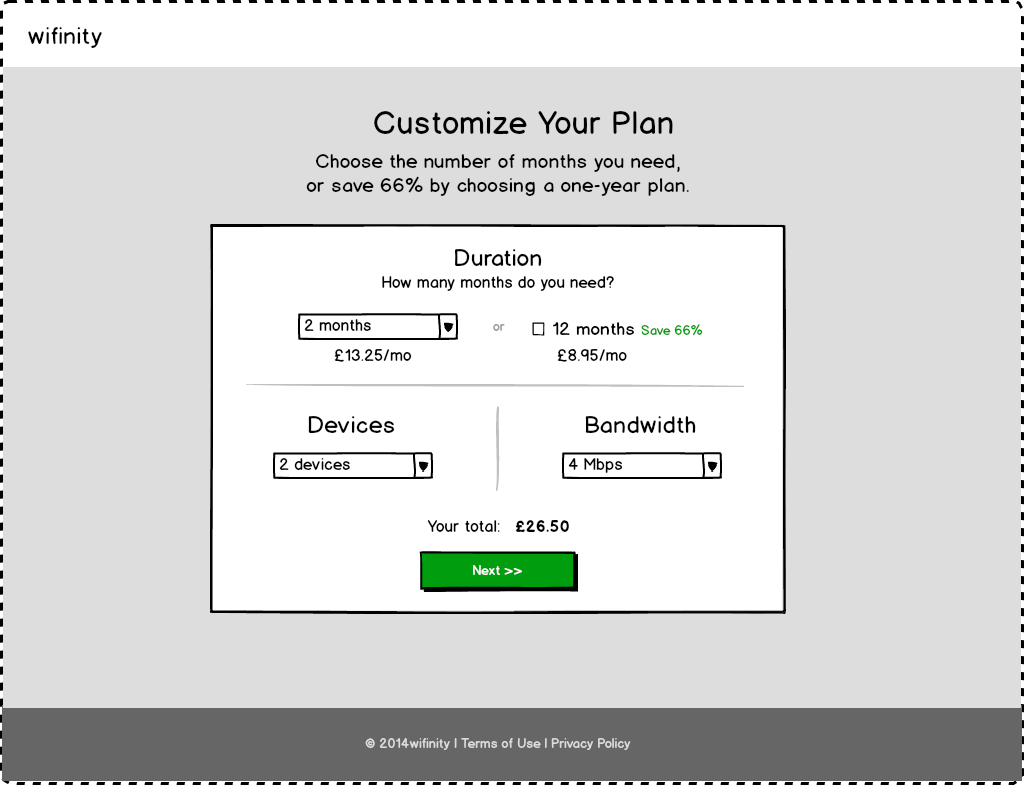 wifinity
Customize Your Plan
Choose the number of months you need,
or save 66% by choosing a one-year plan.
Duration
How many months do you need?
2 months or 12 months Save 66%
£13.25/mo £8.95/mo
Devices Bandwidth
2 devices 4 Mbps
Your total: £26.50
Next >>
© 2014wifinity | Terms of Use | Privacy Policy